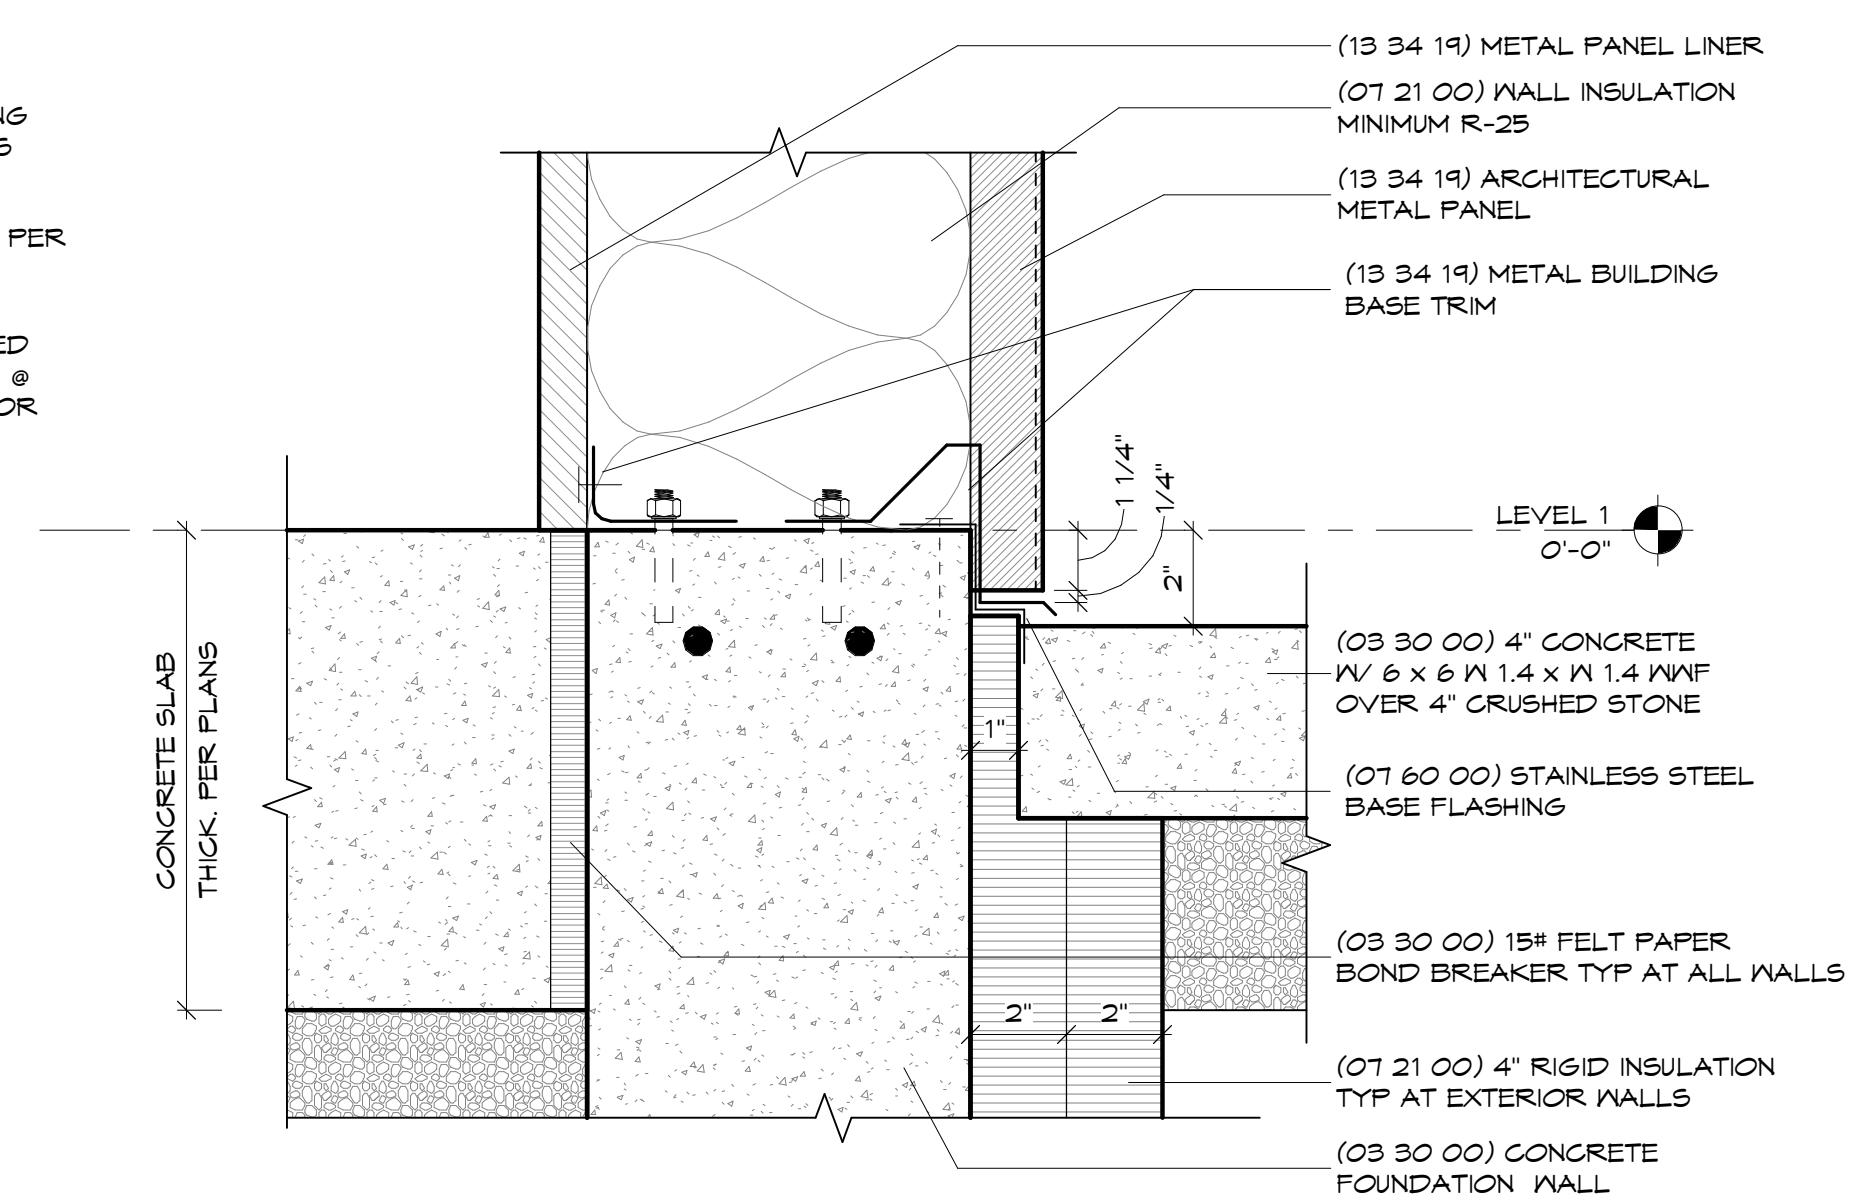 (13 34 19) METAL PANEL LINER
(07 21 00) WALL INSULATION
MINIMUM R-25
(13 34 19) ARCHITECTURAL
METAL PANEL
(13 34 19) METAL BUILDING
BASE TRIM
PER
@
1 1/4"
1/4"
2"
LEVEL 1
0'-0"
CONCRETE SLAB
THICK. PER PLANS
1"
(03 30 00) 4" CONCRETE
W/ 6 x 6 W 1.4 x W 1.4 WWF
OVER 4" CRUSHED STONE
(07 60 00) STAINLESS STEEL
BASE FLASHING
(03 30 00) 15# FELT PAPER
BOND BREAKER TYP AT ALL WALLS
2"
2"
(07 21 00) 4" RIGID INSULATION
TYP AT EXTERIOR WALLS
(03 30 00) CONCRETE
FOUNDATION WALL